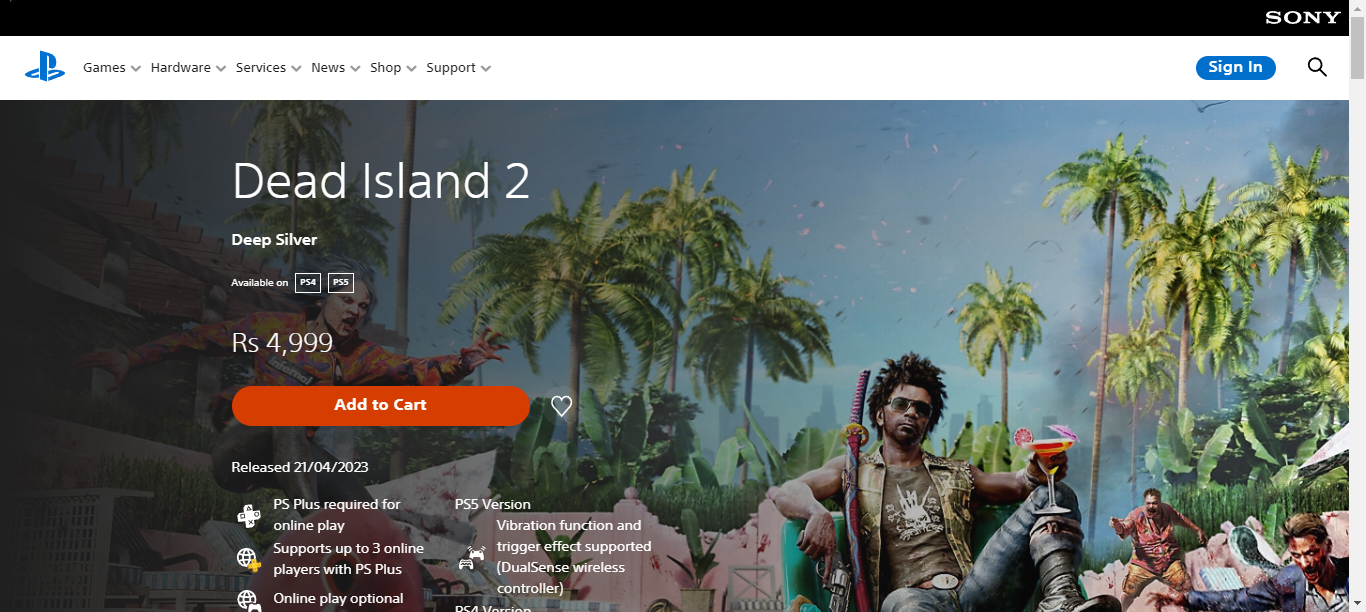 SONY
Games Hardware Services News Shop Support
Sign In
Dead Island 2
Deep Silver
Available on PS4 PS5
Rs 4,999
Add to Cart
Released 21/04/2023
PS Plus required for
online play
Supports up to 3 online
players with PS Plus
Online play optional
PS5 Version
Vibration function and
trigger effect supported
(DualSense wireless
controller)
PS4 Version